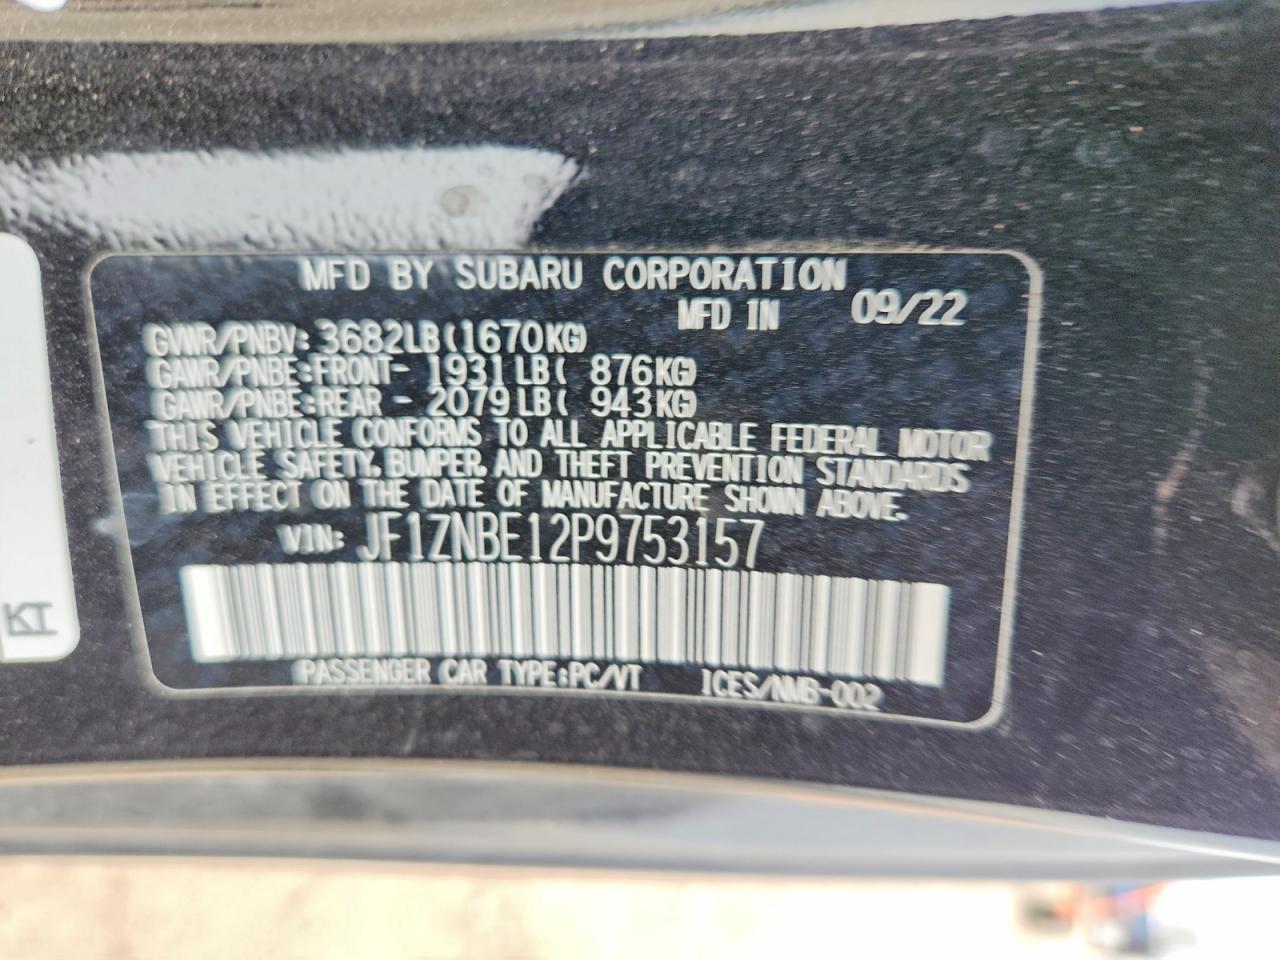 MFD BY SUBARU CORPORATION
MFD IN 09/22
GVWR/PNBV: 3682LB(1670KG)
GAWR/PNBE:FRONT- 1931LB( 876KG)
GAWR/PNBE:REAR - 2079LB( 943KG)
THIS VEHICLE CONFORMS TO ALL APPLICABLE FEDERAL MOTOR
VEHICLE SAFETY, BUMPER, AND THEFT PREVENTION STANDARDS
IN EFFECT ON THE DATE OF MANUFACTURE SHOWN ABOVE.
VIN: JF1ZNBE12P9753157
PASSENGER CAR TYPE:PC/VT ICES/NMB-002